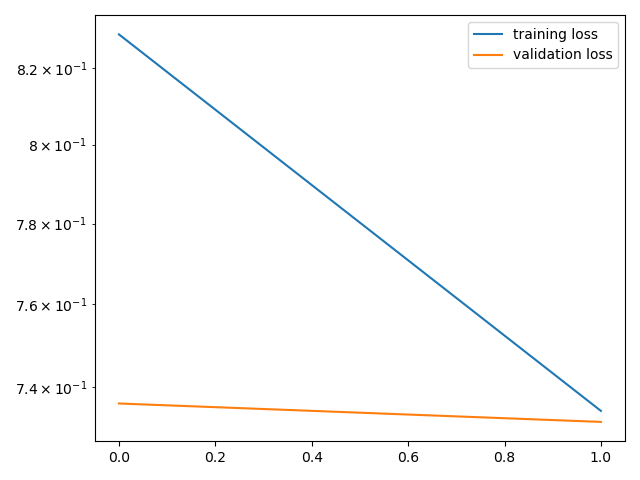 training loss
validation loss
8.2 × 10⁻¹
8 × 10⁻¹
7.8 × 10⁻¹
7.6 × 10⁻¹
7.4 × 10⁻¹
0.0 0.2 0.4 0.6 0.8 1.0